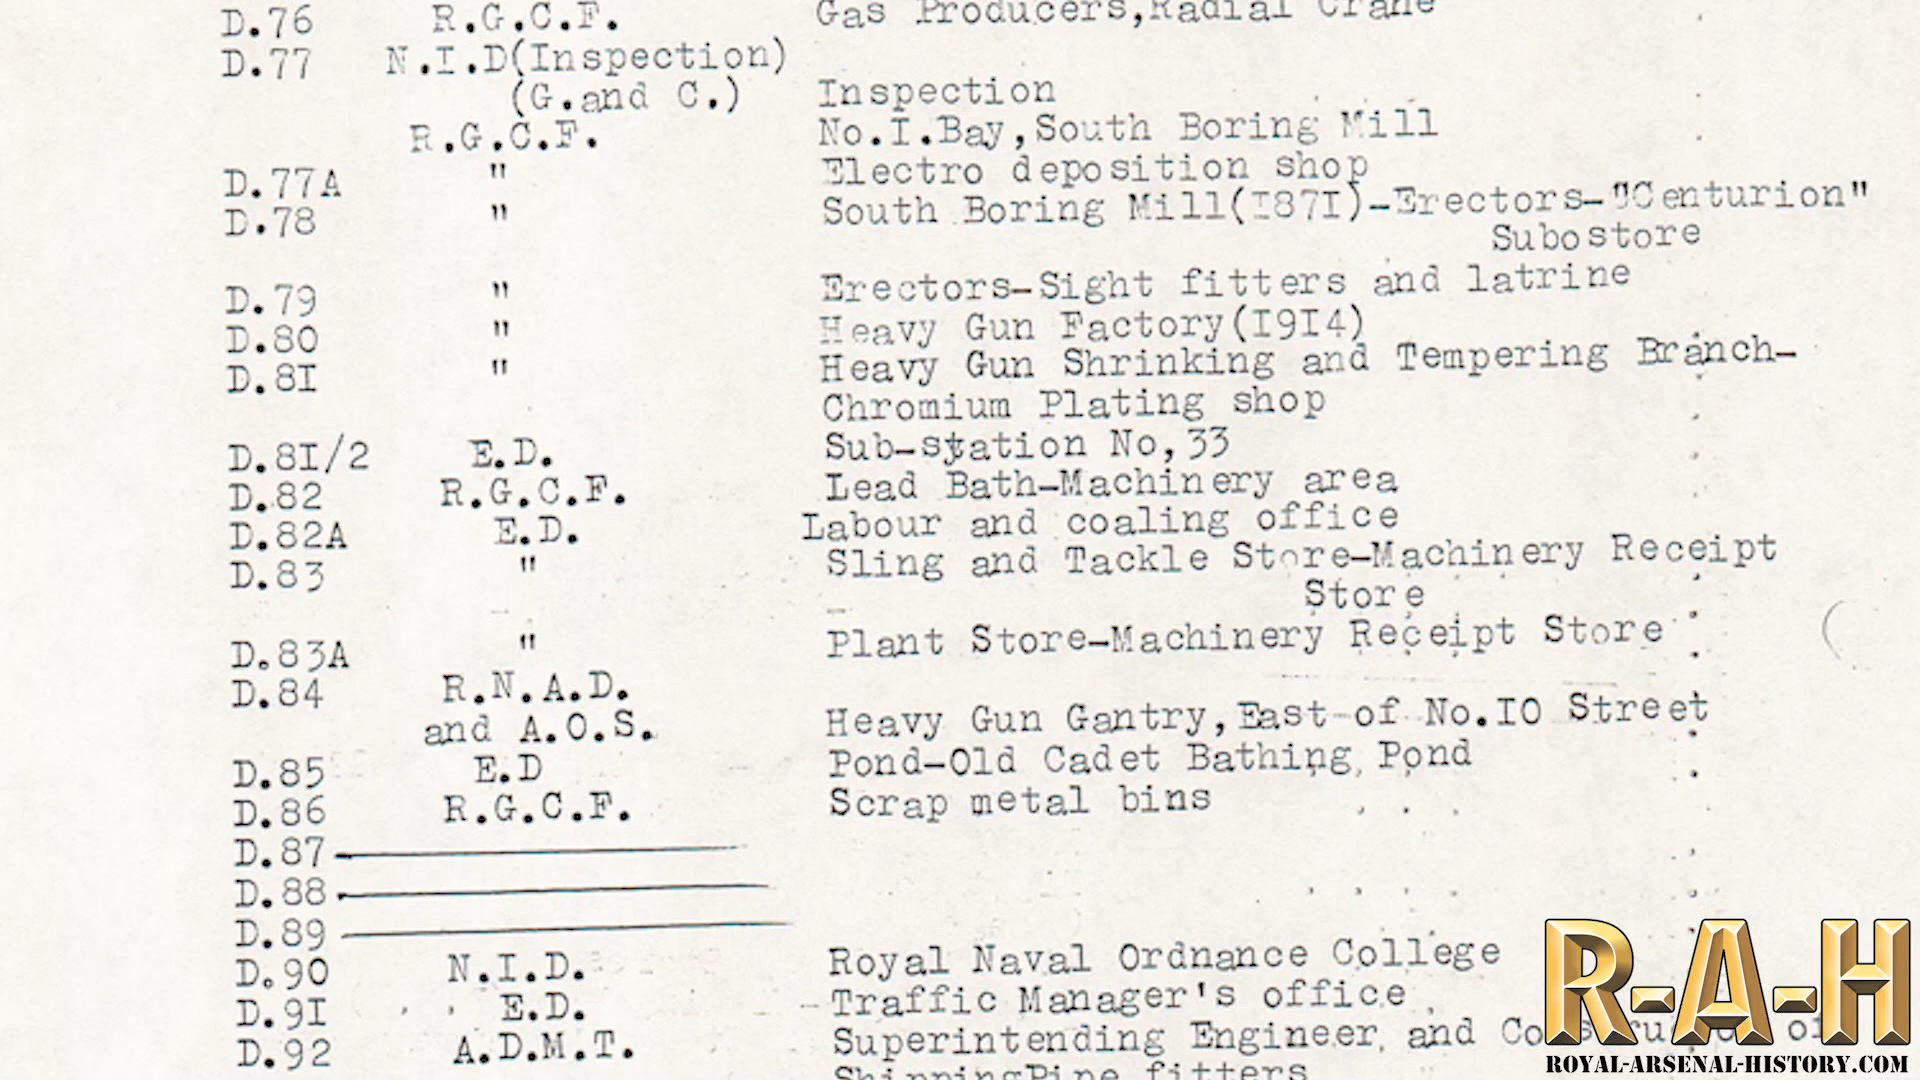 D.76 R.G.C.F. Gas Producers,Radial Crane
D.77 N.I.D(Inspection)
(G.and C.) Inspection
R.G.C.F. No.I.Bay,South Boring Mill
D.77A " Electro deposition shop
D.78 " South Boring Mill(I87I)-Erectors-"Centurion"
Subostore
D.79 " Erectors-Sight fitters and latrine
D.80 " Heavy Gun Factory(I9I4)
D.8I " Heavy Gun Shrinking and Tempering Branch-
Chromium Plating shop
D.8I/2 E.D. Sub-station No,33
D.82 R.G.C.F. Lead Bath-Machinery area
D.82A E.D. Labour and coaling office
D.83 " Sling and Tackle Store-Machinery Receipt
Store
D.83A " Plant Store-Machinery Receipt Store
D.84 R.N.A.D.
and A.O.S. Heavy Gun Gantry,East of No.IO Street
D.85 E.D Pond-Old Cadet Bathing Pond
D.86 R.G.C.F. Scrap metal bins
D.87
D.88
D.89
D.90 N.I.D. Royal Naval Ordnance College
D.9I E.D. Traffic Manager's office
D.92 A.D.M.T. Superintending Engineer and
ShippingPipe fitters
R-A-H
ROYAL-ARSENAL-HISTORY.COM